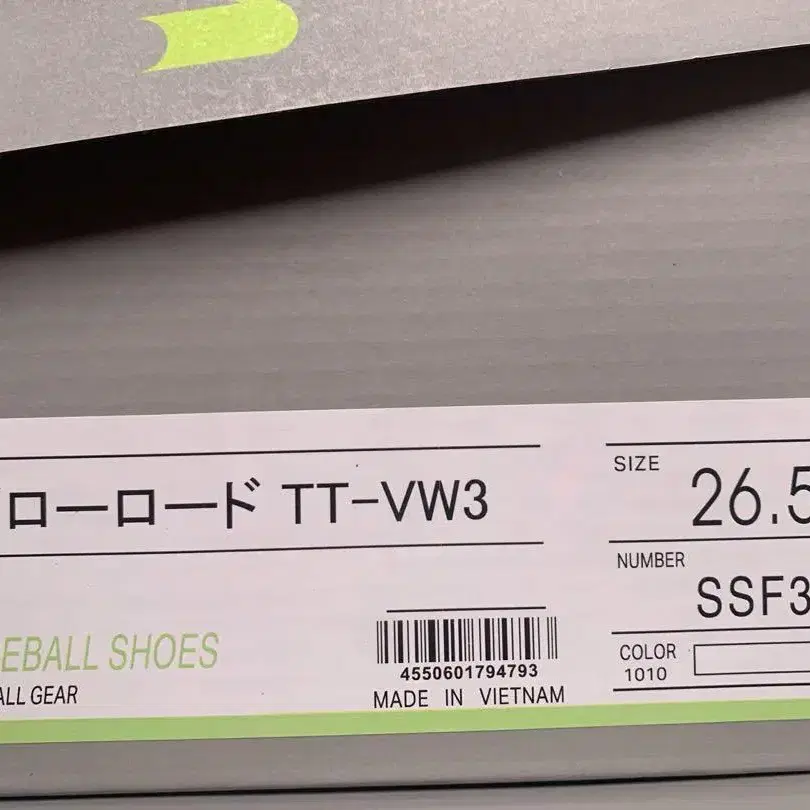 ローロード TT-VW3
SIZE
26.5
NUMBER
SSF3
EBALL SHOES
ALL GEAR
4550601794793
MADE IN VIETNAM
COLOR
1010